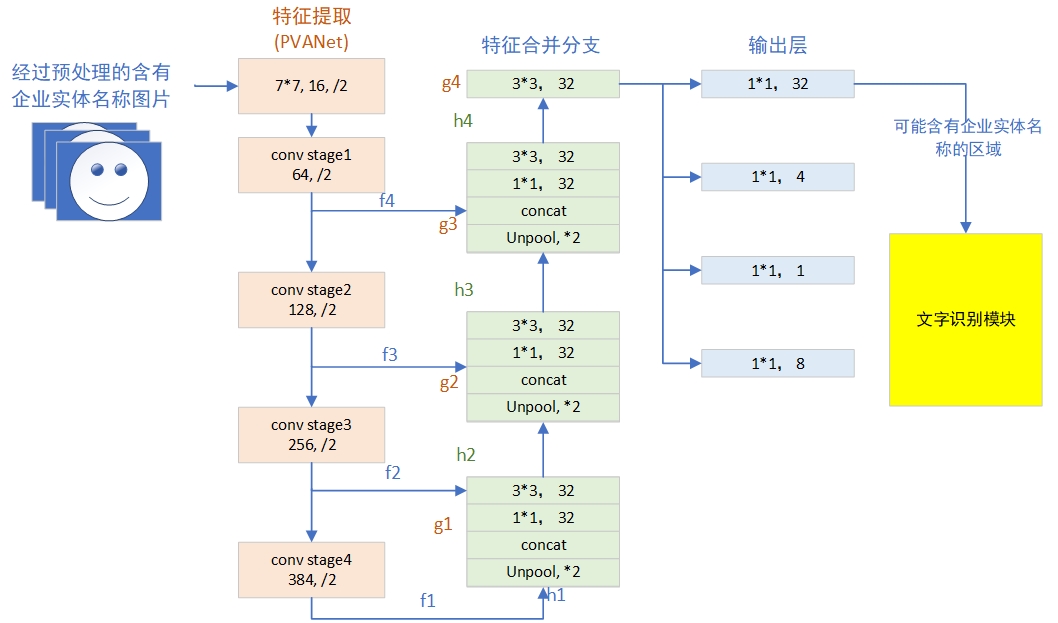 特征提取
(PVANet)
经过预处理的含有
企业实体名称图片
7*7, 16, /2
conv stage1
64, /2
f4
conv stage2
128, /2
f3
conv stage3
256, /2
f2
conv stage4
384, /2
f1
特征合并分支
g4
3*3， 32
h4
3*3， 32
1*1， 32
concat
g3
Unpool, *2
h3
3*3， 32
1*1， 32
concat
g2
Unpool, *2
h2
3*3， 32
1*1， 32
g1
concat
Unpool, *2
h1
输出层
1*1， 32
1*1， 4
1*1， 1
1*1， 8
可能含有企业实体名
称的区域
文字识别模块